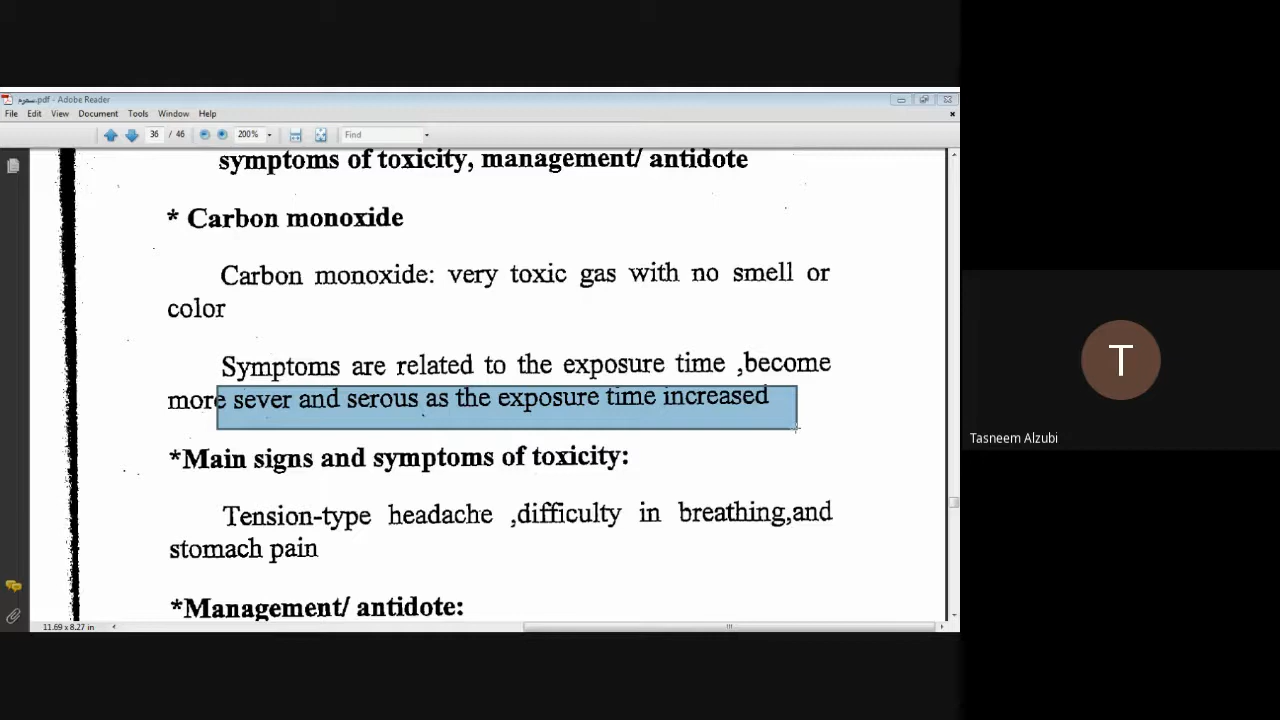 سحرم.pdf - Adobe Reader
File Edit View Document Tools Window Help
36 / 46 200% Find
symptoms of toxicity, management/ antidote
* Carbon monoxide
Carbon monoxide: very toxic gas with no smell or
color
Symptoms are related to the exposure time ,become
more sever and serous as the exposure time increased
*Main signs and symptoms of toxicity:
Tension-type headache ,difficulty in breathing,and
stomach pain
*Management/ antidote:
11.69 x 8.27 in
T
Tasneem Alzubi